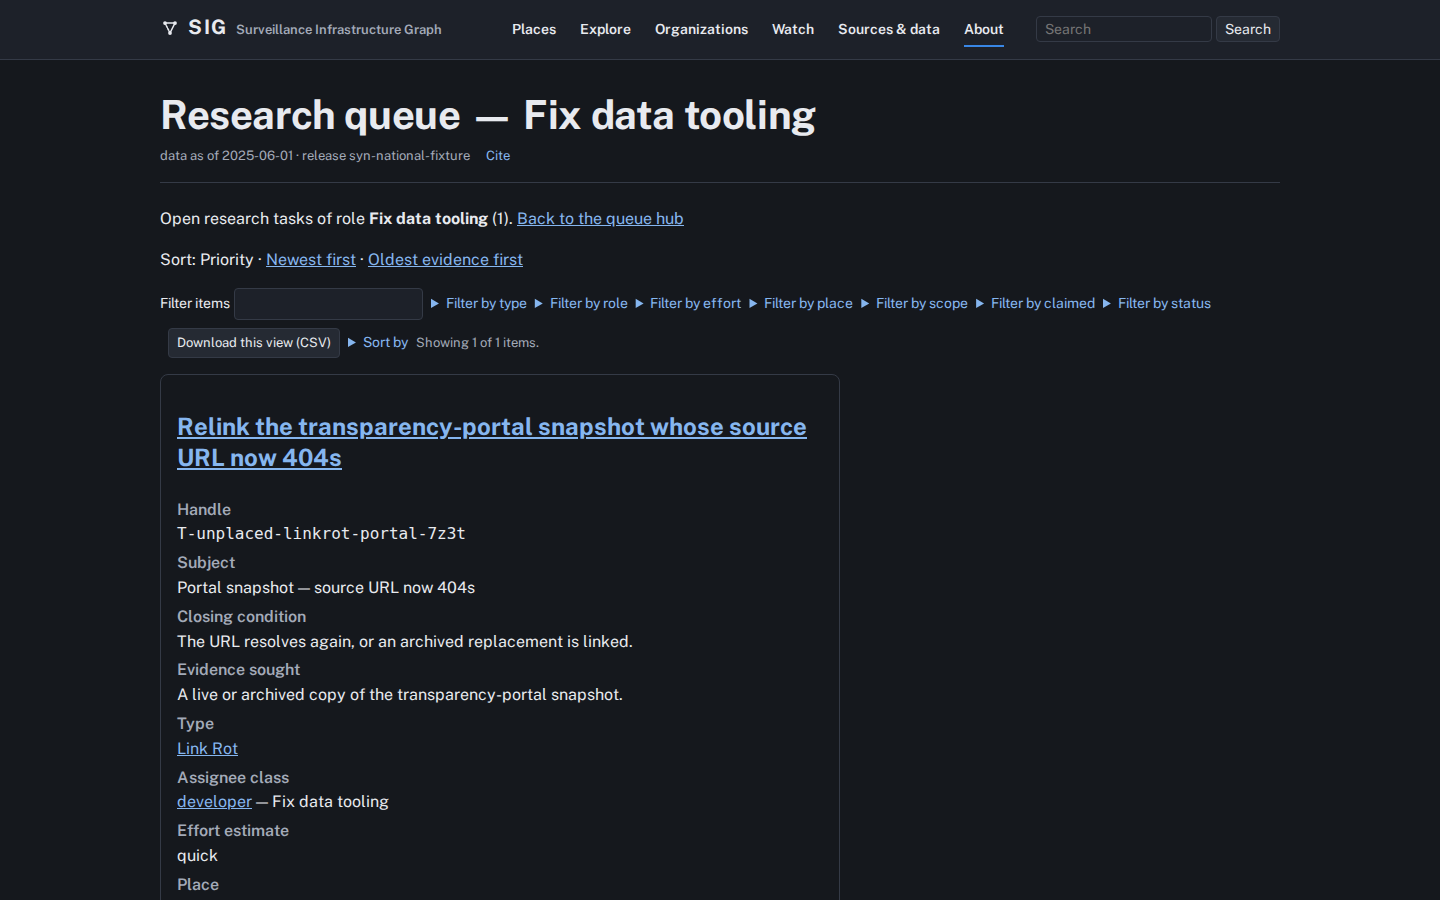 SIG Surveillance Infrastructure Graph Places Explore Organizations Watch Sources & data About Search Search
Research queue — Fix data tooling
data as of 2025-06-01 · release syn-national-fixture Cite
Open research tasks of role Fix data tooling (1). Back to the queue hub
Sort: Priority · Newest first · Oldest evidence first
Filter items ▶ Filter by type ▶ Filter by role ▶ Filter by effort ▶ Filter by place ▶ Filter by scope ▶ Filter by claimed ▶ Filter by status
Download this view (CSV) ▶ Sort by Showing 1 of 1 items.
Relink the transparency-portal snapshot whose source
URL now 404s
Handle
T-unplaced-linkrot-portal-7z3t
Subject
Portal snapshot — source URL now 404s
Closing condition
The URL resolves again, or an archived replacement is linked.
Evidence sought
A live or archived copy of the transparency-portal snapshot.
Type
Link Rot
Assignee class
developer — Fix data tooling
Effort estimate
quick
Place